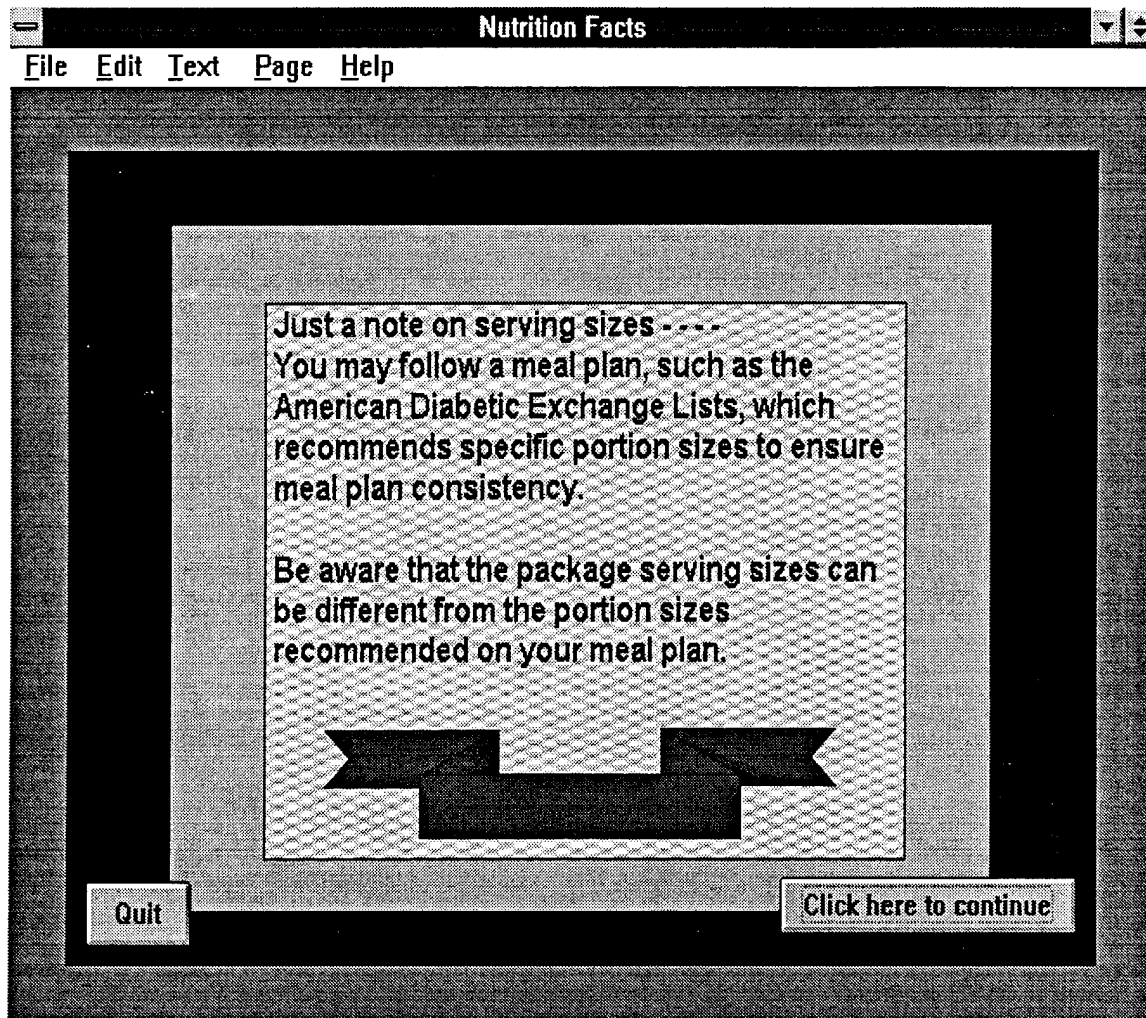 Nutrition Facts
File Edit Text Page Help
Just a note on serving sizes - - - -
You may follow a meal plan, such as the
American Diabetic Exchange Lists, which
recommends specific portion sizes to ensure
meal plan consistency.
Be aware that the package serving sizes can
be different from the portion sizes
recommended on your meal plan.
Quit
Click here to continue